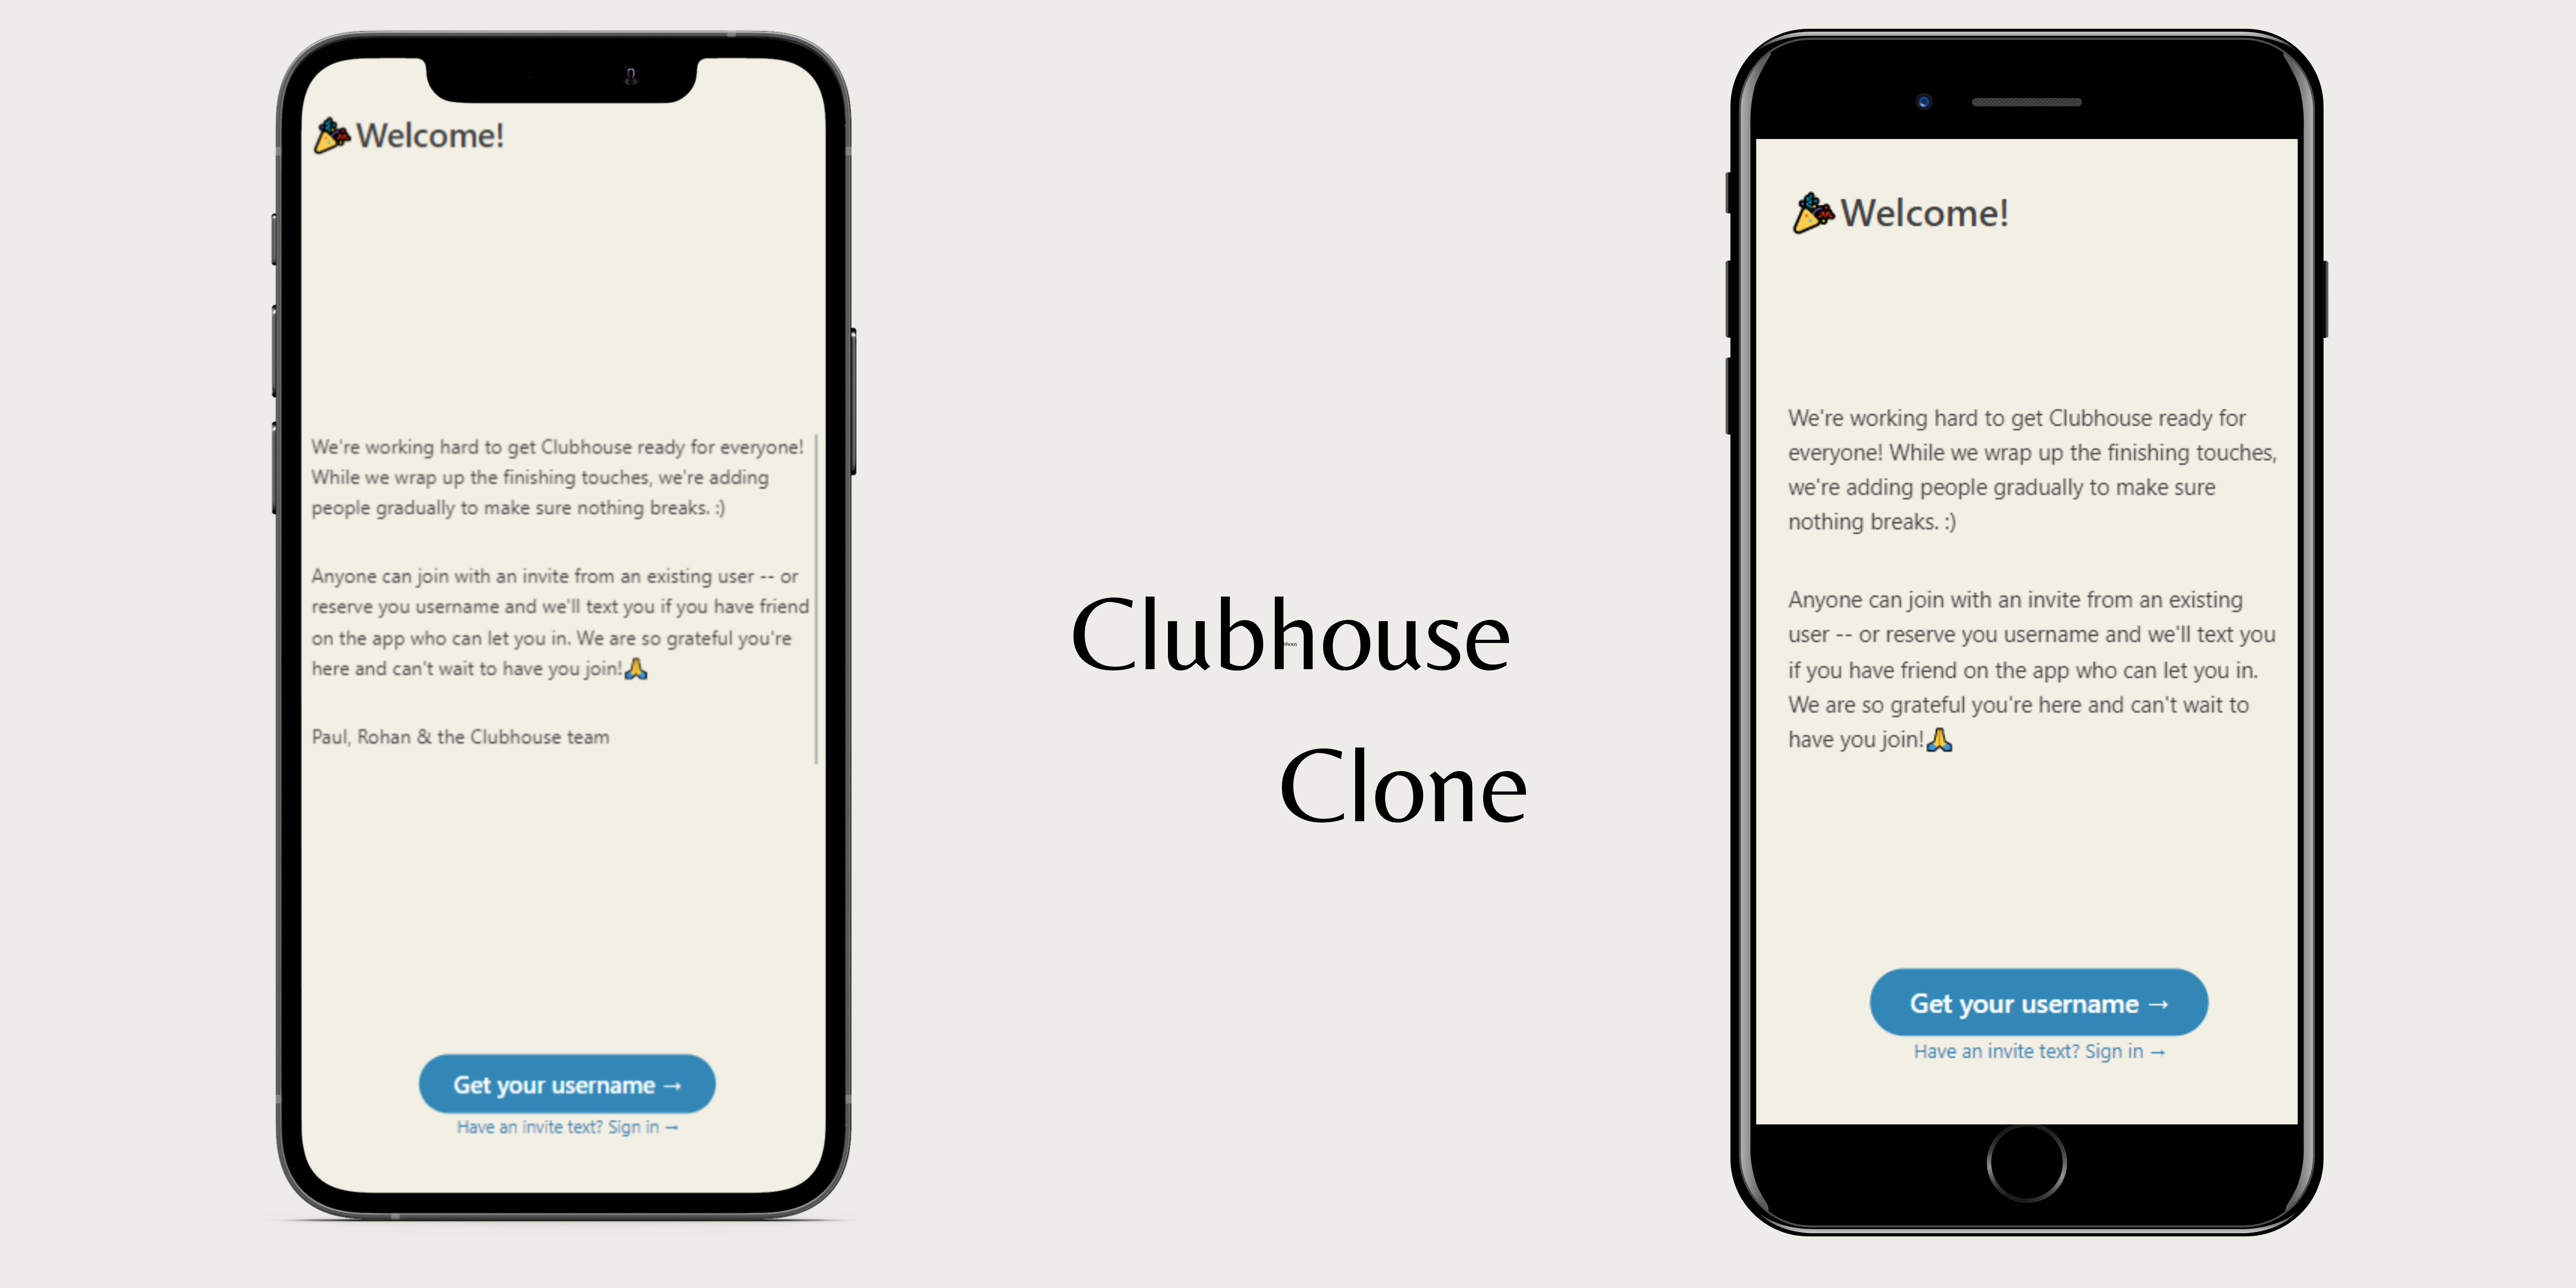 🎉Welcome!
We're working hard to get Clubhouse ready for everyone!
While we wrap up the finishing touches, we're adding
people gradually to make sure nothing breaks. :)
Anyone can join with an invite from an existing user -- or
reserve you username and we'll text you if you have friend
on the app who can let you in. We are so grateful you're
here and can't wait to have you join!🙏
Paul, Rohan & the Clubhouse team
Get your username →
Have an invite text? Sign in →
Clubhouse
Clone
🎉Welcome!
We're working hard to get Clubhouse ready for
everyone! While we wrap up the finishing touches,
we're adding people gradually to make sure
nothing breaks. :)
Anyone can join with an invite from an existing
user -- or reserve you username and we'll text you
if you have friend on the app who can let you in.
We are so grateful you're here and can't wait to
have you join!🙏
Get your username →
Have an invite text? Sign in →